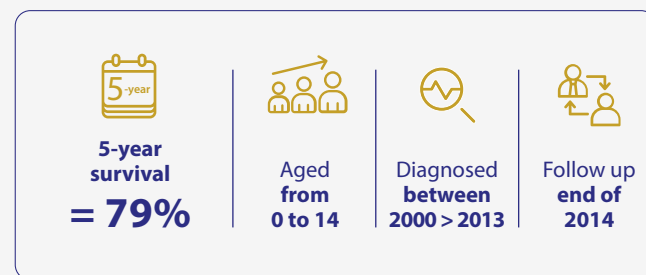 5-year
5-year
survival
= 79%
Aged
from
0 to 14
Diagnosed
between
2000 > 2013
Follow up
end of
2014